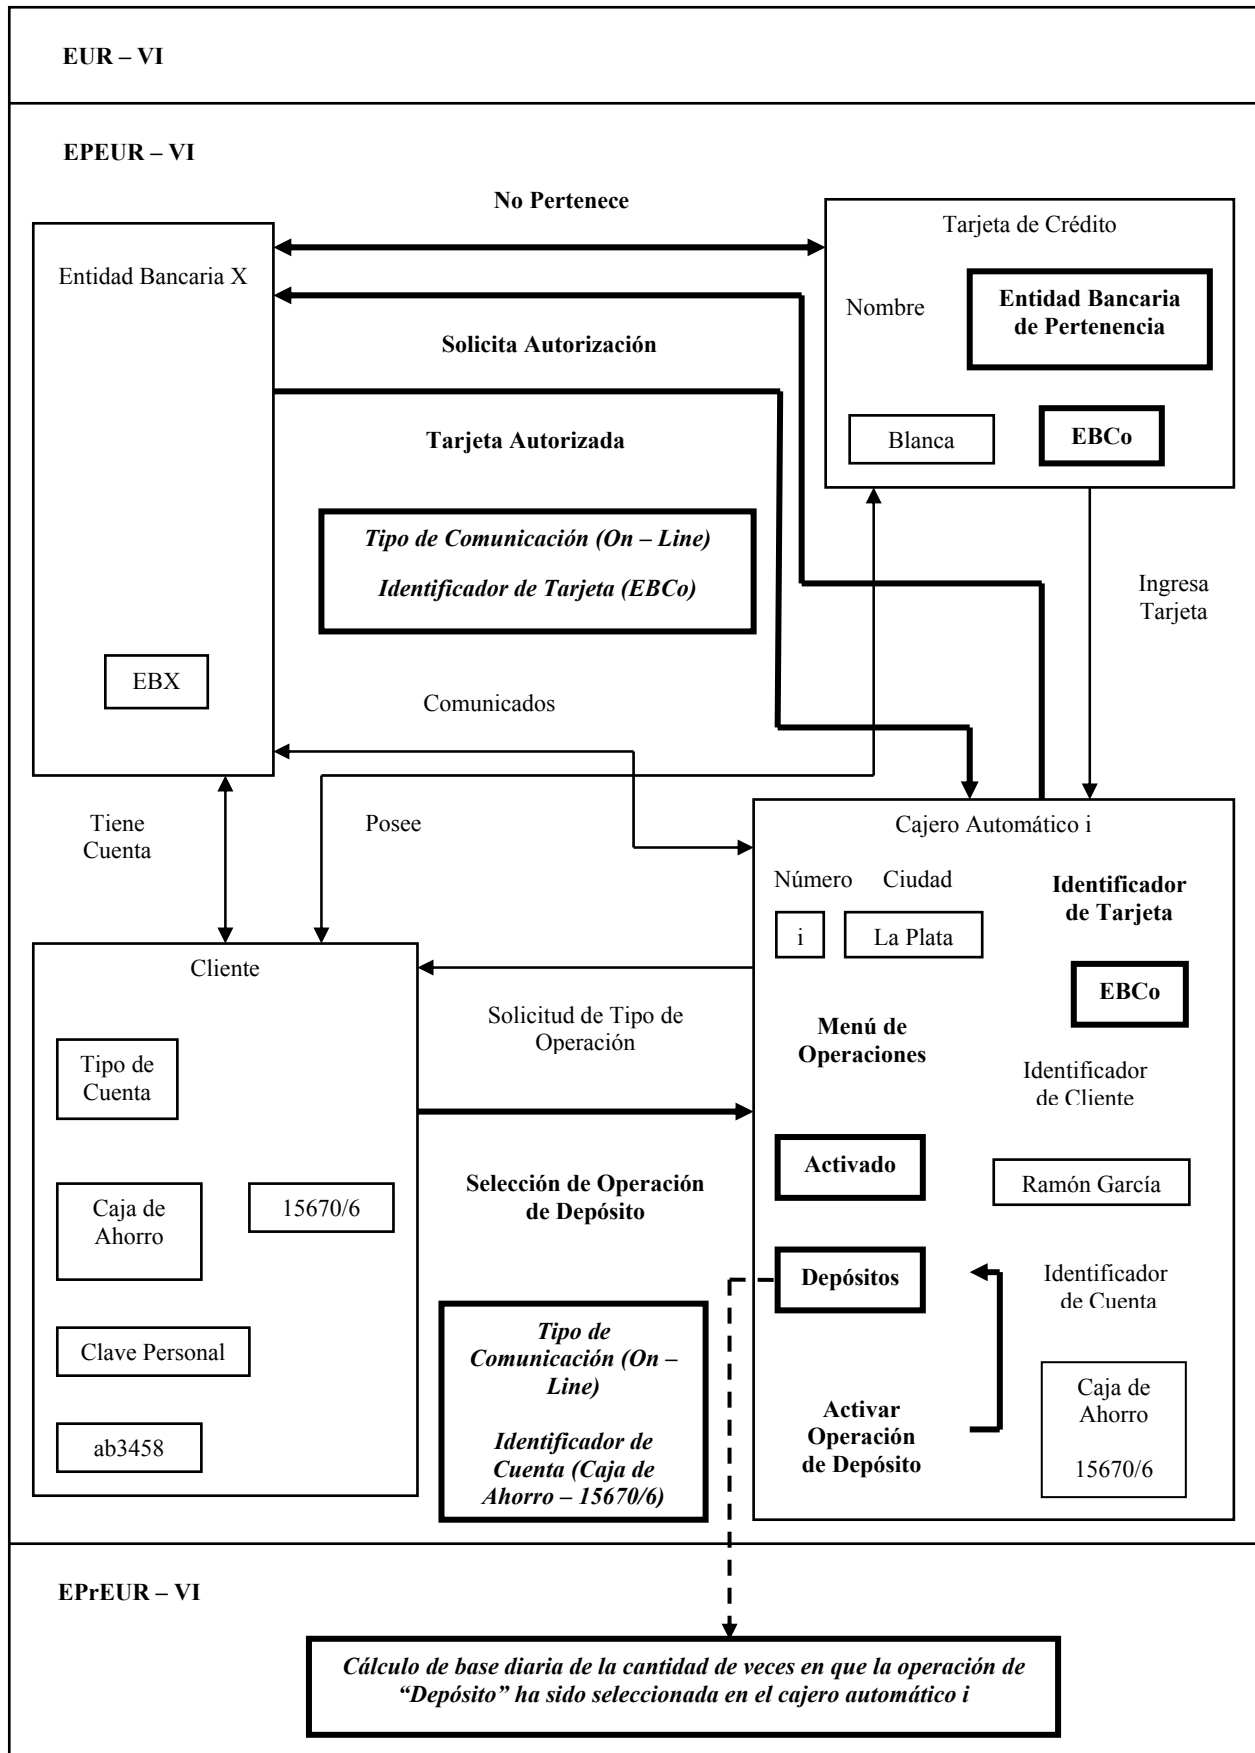 EUR – VI
EPEUR – VI
No Pertenece
Entidad Bancaria X
Tarjeta de Crédito
Nombre
Entidad Bancaria
de Pertenencia
Solicita Autorización
Tarjeta Autorizada
Blanca
EBCo
Tipo de Comunicación (On – Line)
Identificador de Tarjeta (EBCo)
Ingresa
Tarjeta
EBX
Comunicados
Tiene
Cuenta
Posee
Cajero Automático i
Número
Ciudad
Identificador
de Tarjeta
i
La Plata
EBCo
Cliente
Solicitud de Tipo de
Operación
Menú de
Operaciones
Identificador
de Cliente
Tipo de
Cuenta
Activado
Ramón García
Selección de Operación
de Depósito
Caja de
Ahorro
15670/6
Depósitos
Identificador
de Cuenta
Clave Personal
Tipo de
Comunicación (On –
Line)
Identificador de
Cuenta (Caja de
Ahorro – 15670/6)
Activar
Operación
de Depósito
Caja de
Ahorro
15670/6
ab3458
EPrEUR – VI
Cálculo de base diaria de la cantidad de veces en que la operación de
“Depósito” ha sido seleccionada en el cajero automático i